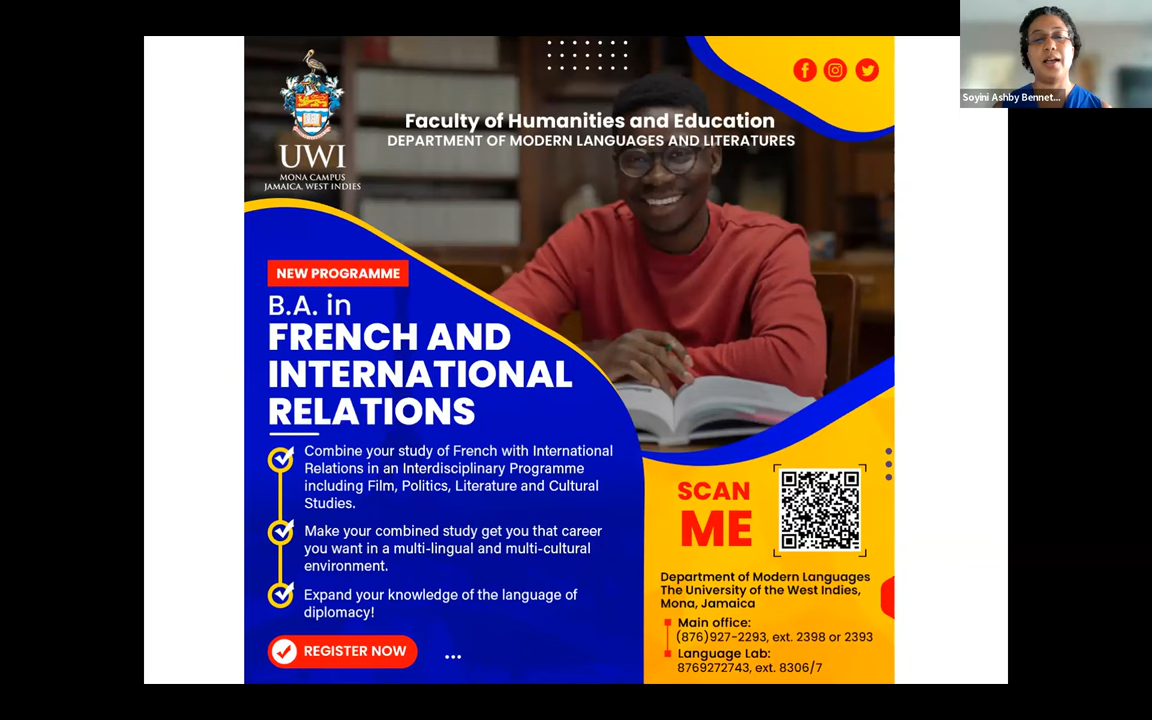 Soyini Ashby Bennet...
UWI
MONA CAMPUS
JAMAICA, WEST INDIES
Faculty of Humanities and Education
DEPARTMENT OF MODERN LANGUAGES AND LITERATURES
NEW PROGRAMME
B.A. in
FRENCH AND
INTERNATIONAL
RELATIONS
Combine your study of French with International
Relations in an Interdisciplinary Programme
including Film, Politics, Literature and Cultural
Studies.
Make your combined study get you that career
you want in a multi-lingual and multi-cultural
environment.
Expand your knowledge of the language of
diplomacy!
REGISTER NOW
...
SCAN
ME
Department of Modern Languages
The University of the West Indies,
Mona, Jamaica
Main office:
(876)927-2293, ext. 2398 or 2393
Language Lab:
8769272743, ext. 8306/7